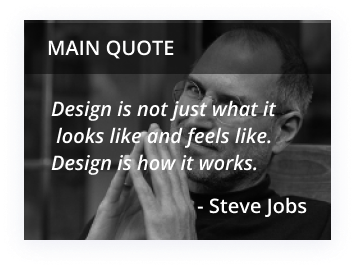 MAIN QUOTE
Design is not just what it
looks like and feels like.
Design is how it works.
- Steve Jobs